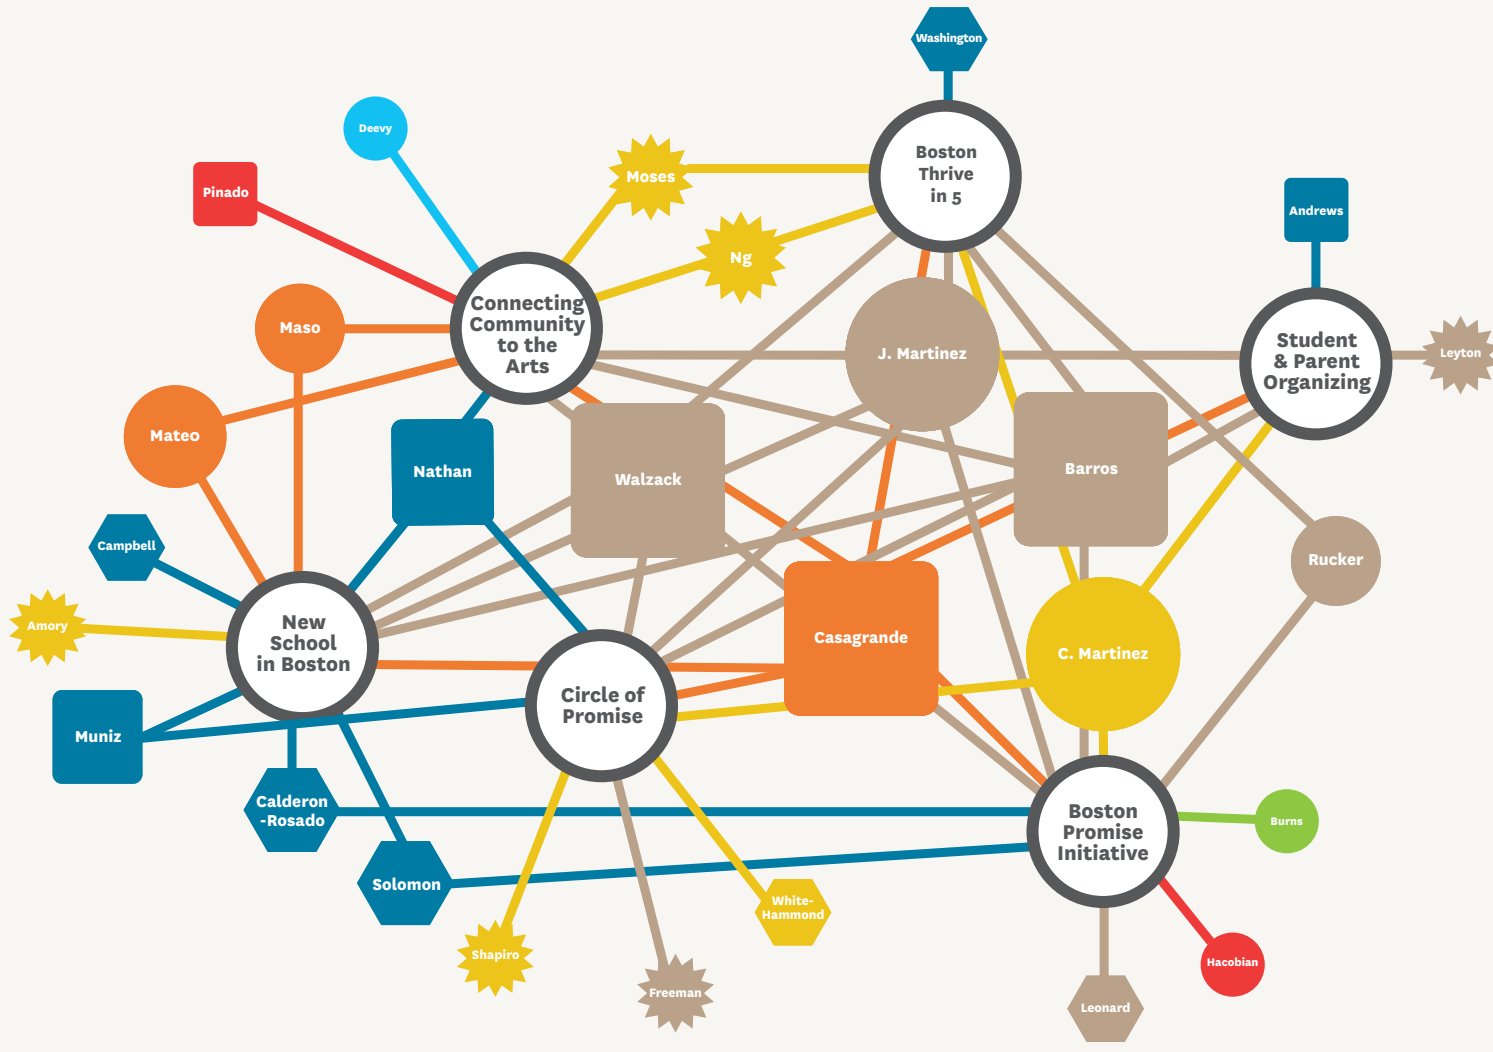 Washington
Deevy
Boston
Thrive
in 5
Moses
Pinado
Andrews
Ng
Connecting
Community
to the
Arts
Maso
Student
& Parent
Organizing
J. Martinez
Leyton
Mateo
Nathan
Walzack
Barros
Campbell
Rucker
Amory
New
School
in Boston
Casagrande
C. Martinez
Circle of
Promise
Muniz
Calderon
-Rosado
Boston
Promise
Initiative
Burns
Solomon
White-
Hammond
Shapiro
Freeman
Hacobian
Leonard